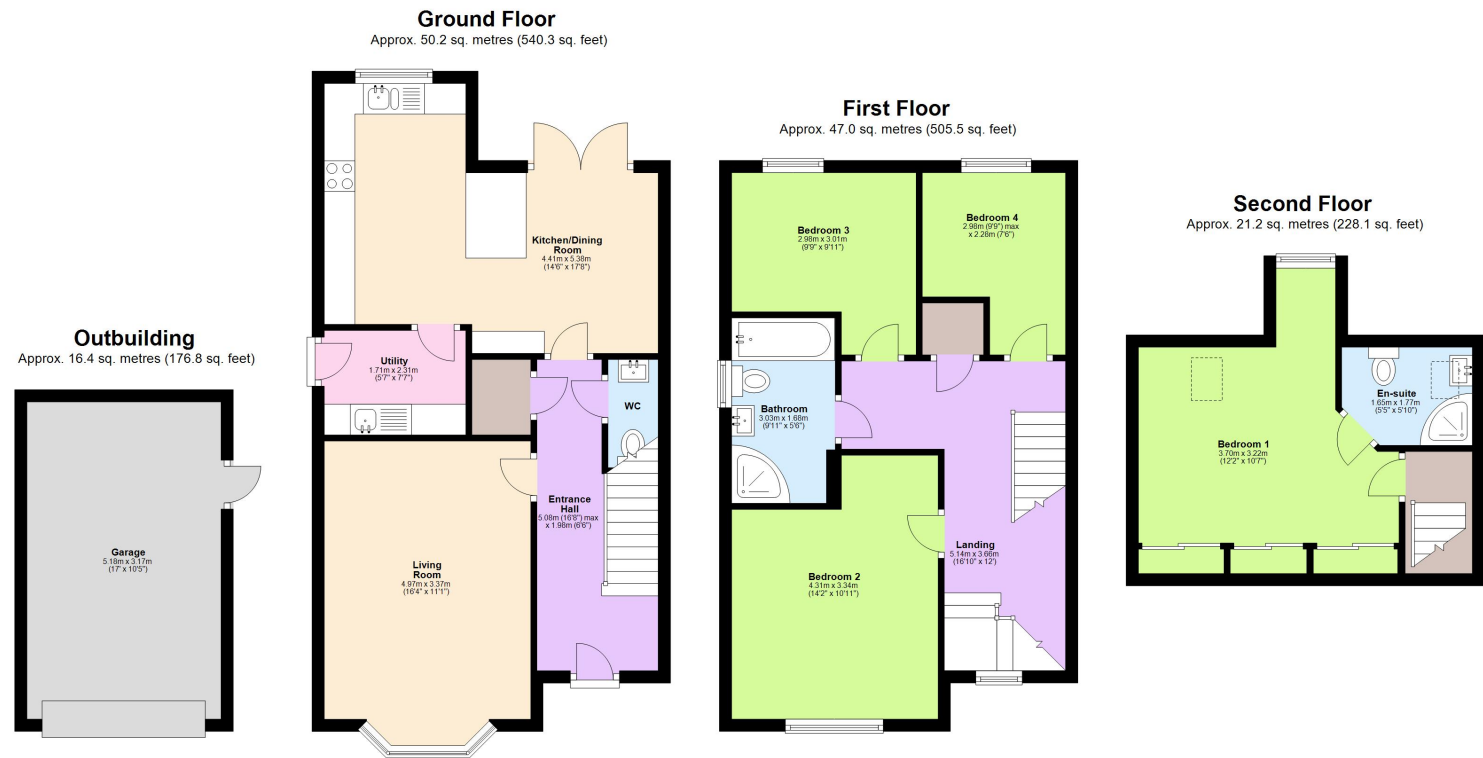 Ground Floor
Approx. 50.2 sq. metres (540.3 sq. feet)
Kitchen/Dining
Room
4.41m x 5.38m
(14'6" x 17'8")
Utility
1.71m x 2.31m
(5'7" x 7'7")
WC
Entrance
Hall
5.08m (16'8") max
x 1.98m (6'6")
Living
Room
4.97m x 3.37m
(16'4" x 11'1")
Outbuilding
Approx. 16.4 sq. metres (176.8 sq. feet)
Garage
5.18m x 3.17m
(17' x 10'5")
First Floor
Approx. 47.0 sq. metres (505.5 sq. feet)
Bedroom 3
2.98m x 3.01m
(9'9" x 9'11")
Bedroom 4
2.98m (9'9") max
x 2.28m (7'6")
Bathroom
3.03m x 1.68m
(9'11" x 5'6")
Landing
5.14m x 3.66m
(16'10" x 12')
Bedroom 2
4.31m x 3.34m
(14'2" x 10'11")
Second Floor
Approx. 21.2 sq. metres (228.1 sq. feet)
En-suite
1.65m x 1.77m
(5'5" x 5'10")
Bedroom 1
3.70m x 3.22m
(12'2" x 10'7")